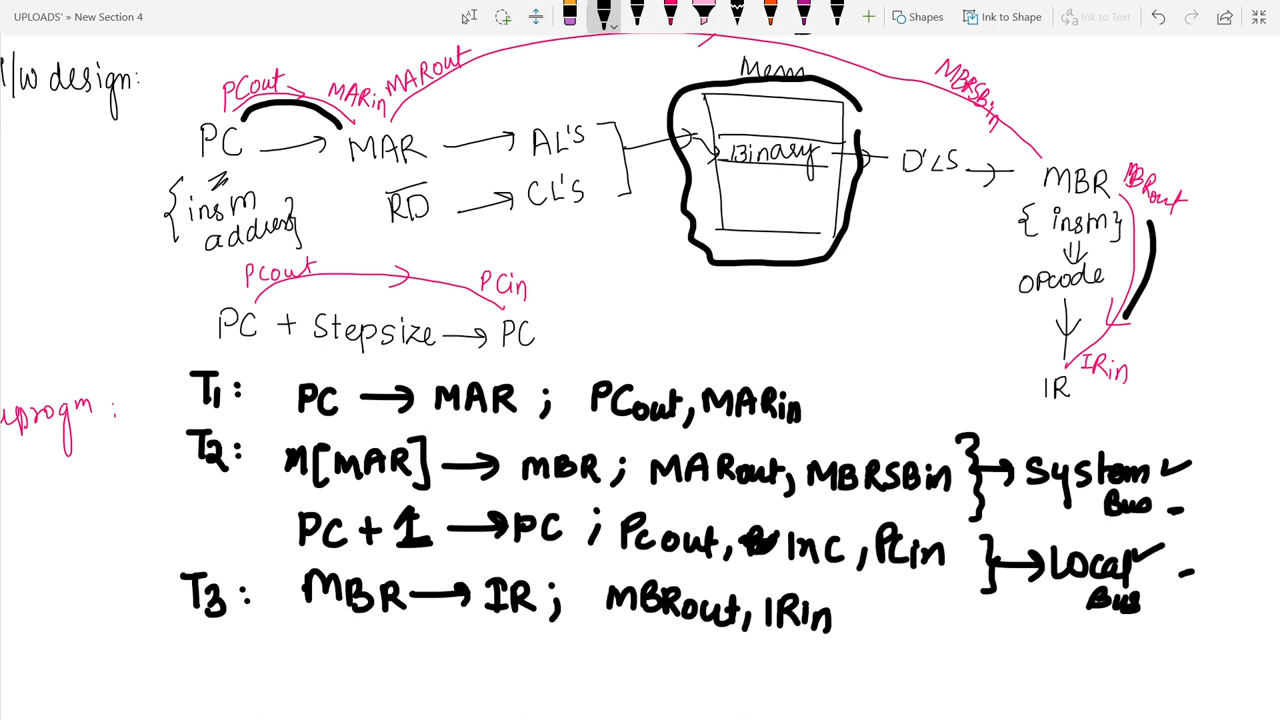 UPLOADS' » New Section 4
Shapes
Ink to Shape
Ink to Text
/w design:
PCout
MARin
MARout
MBRSBin
Mem
PC → MAR → AL'S
Binary → D'LS → MBR
MBRout
{insm address}
RD → CL'S
{insm}
⇓
OPcode
PCout
PCin
PC + Stepsize → PC
IRin
IR
μprogm :
T1: PC → MAR ; PCout, MARin
T2: M[MAR] → MBR ; MARout, MBRSBin } → System Bus
PC + 1 → PC ; PCout, INC, PCin } → Local Bus
T3: MBR → IR ; MBRout, IRin